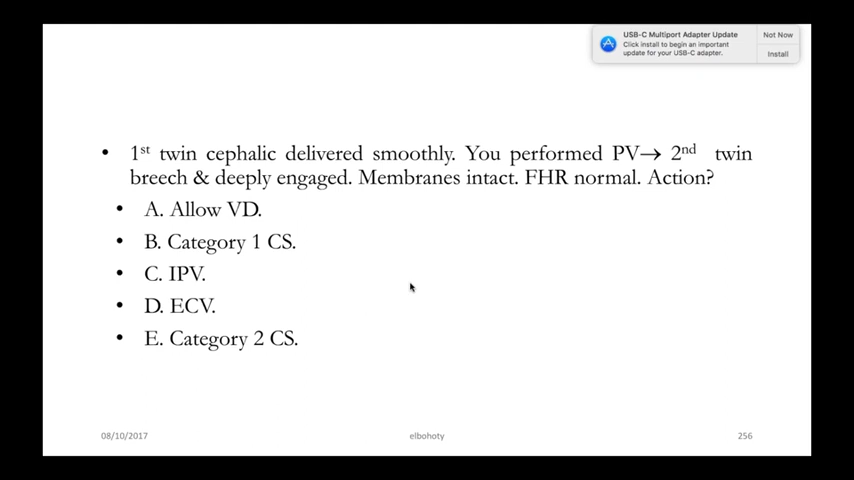 USB-C Multiport Adapter Update
Click install to begin an important
update for your USB-C adapter.
Not Now
Install
• 1st twin cephalic delivered smoothly. You performed PV→ 2nd twin
breech & deeply engaged. Membranes intact. FHR normal. Action?
• A. Allow VD.
• B. Category 1 CS.
• C. IPV.
• D. ECV.
• E. Category 2 CS.
08/10/2017
elbohoty
256